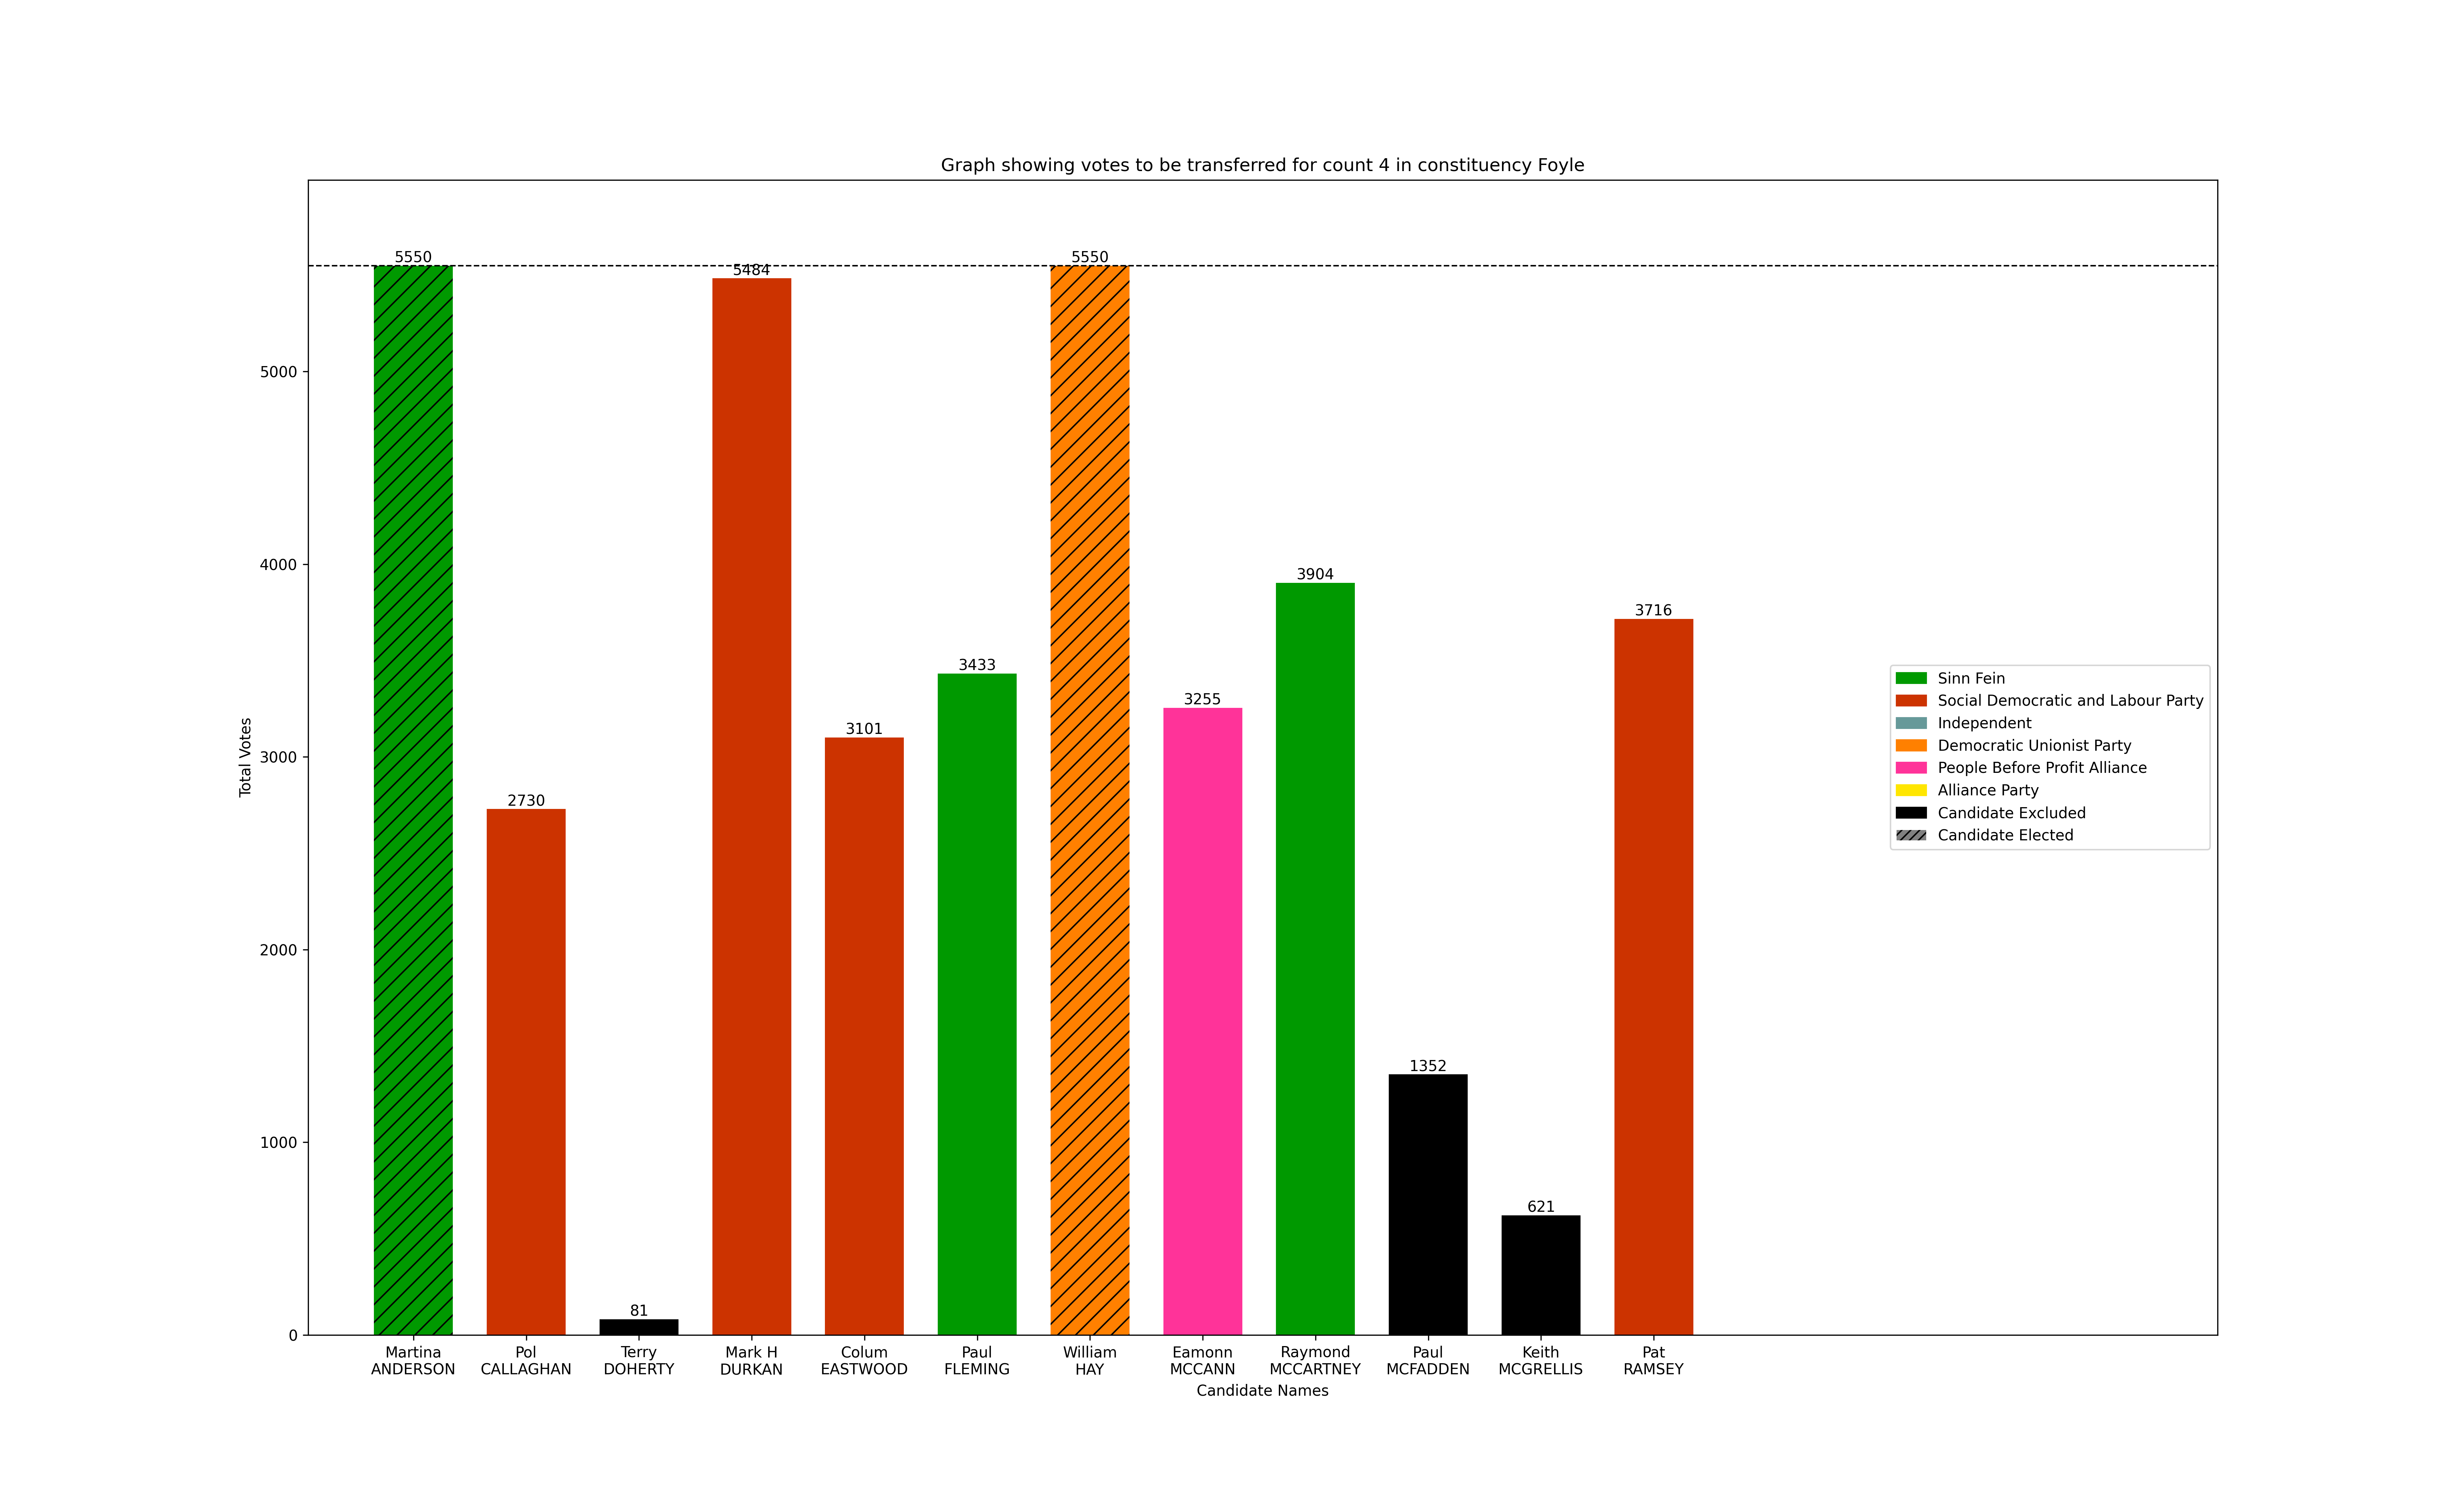 Graph showing votes to be transferred for count 4 in constituency Foyle
Total Votes
5000
4000
3000
2000
1000
0
5550
2730
81
5484
3101
3433
5550
3255
3904
1352
621
3716
Martina
ANDERSON
Pol
CALLAGHAN
Terry
DOHERTY
Mark H
DURKAN
Colum
EASTWOOD
Paul
FLEMING
William
HAY
Eamonn
MCCANN
Raymond
MCCARTNEY
Paul
MCFADDEN
Keith
MCGRELLIS
Pat
RAMSEY
Candidate Names
Sinn Fein
Social Democratic and Labour Party
Independent
Democratic Unionist Party
People Before Profit Alliance
Alliance Party
Candidate Excluded
Candidate Elected